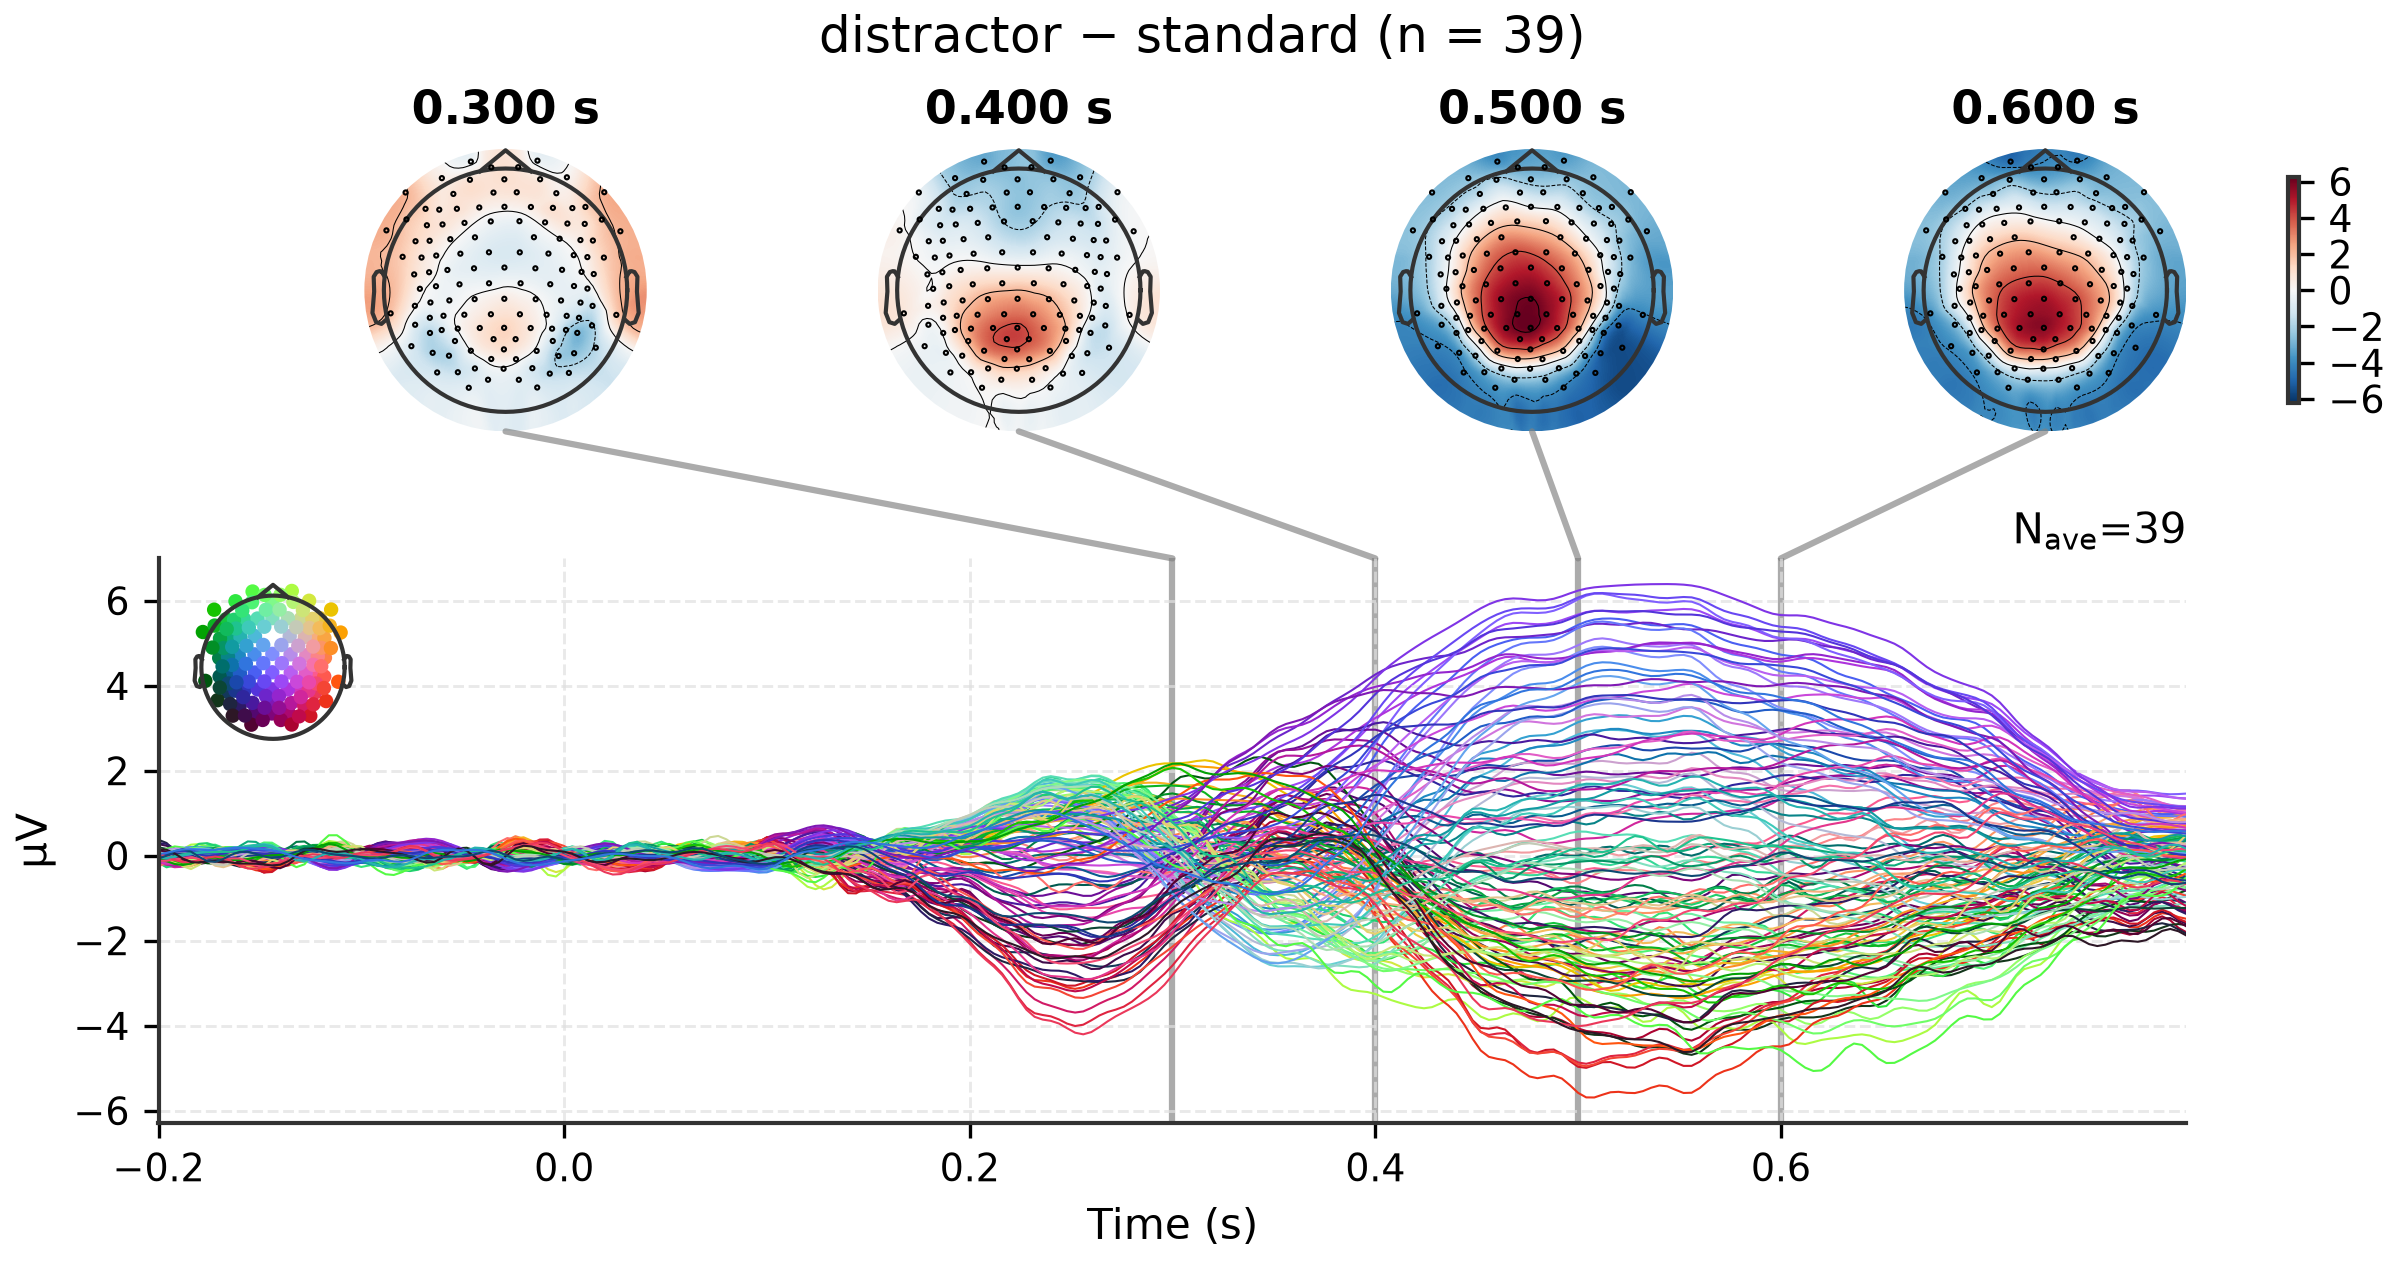 distractor − standard (n = 39)
0.300 s
0.400 s
0.500 s
0.600 s
6
4
2
0
−2
−4
−6
Nave=39
6
4
2
0
−2
−4
−6
µV
−0.2
0.0
0.2
0.4
0.6
Time (s)